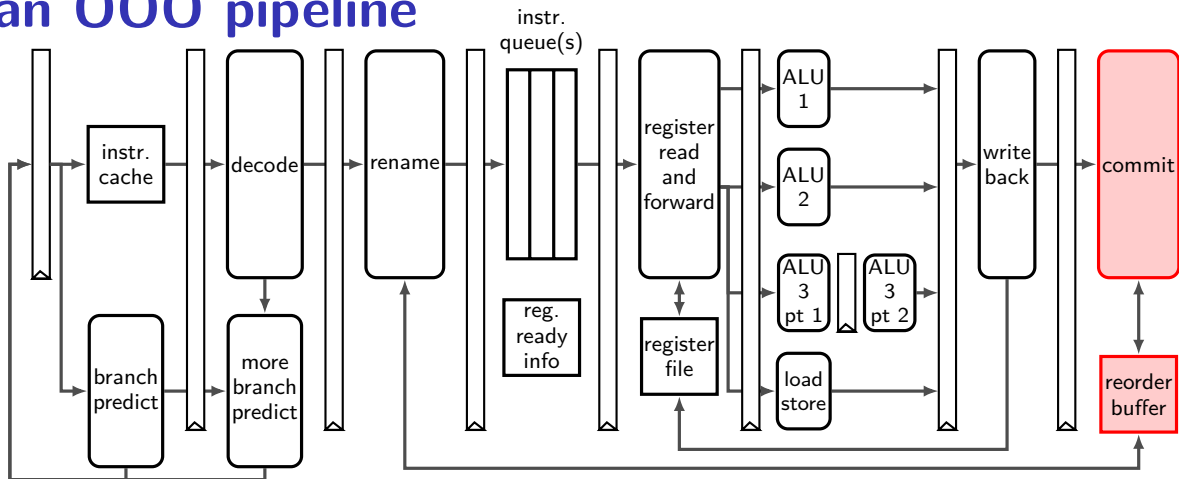 an OOO pipeline
instr.
queue(s)
instr.
cache
decode
rename
register
read
and
forward
ALU
1
ALU
2
ALU
3
pt 1
ALU
3
pt 2
load
store
write
back
commit
branch
predict
more
branch
predict
reg.
ready
info
register
file
reorder
buffer